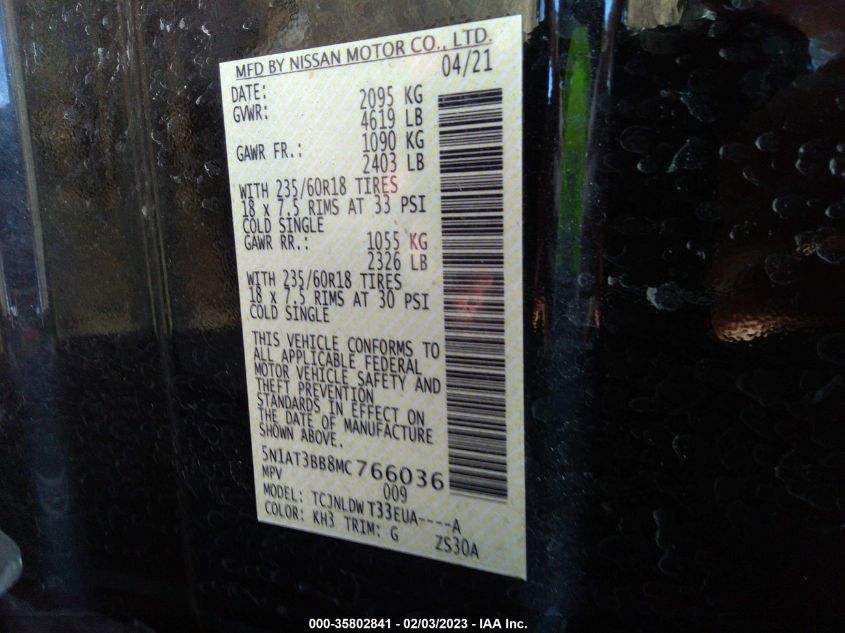 MFD BY NISSAN MOTOR CO., LTD.
DATE: 04/21
GVWR: 2095 KG
4619 LB
GAWR FR.: 1090 KG
2403 LB
WITH 235/60R18 TIRES
18 x 7.5 RIMS AT 33 PSI
COLD SINGLE
GAWR RR.: 1055 KG
2326 LB
WITH 235/60R18 TIRES
18 x 7.5 RIMS AT 30 PSI
COLD SINGLE
THIS VEHICLE CONFORMS TO
ALL APPLICABLE FEDERAL
MOTOR VEHICLE SAFETY AND
THEFT PREVENTION
STANDARDS IN EFFECT ON
THE DATE OF MANUFACTURE
SHOWN ABOVE.
5N1AT3BB8MC766036
MPV 009
MODEL: TCJNLDWT33EUA----A
COLOR: KH3 TRIM: G ZS30A
000-35802841 - 02/03/2023 - IAA Inc.